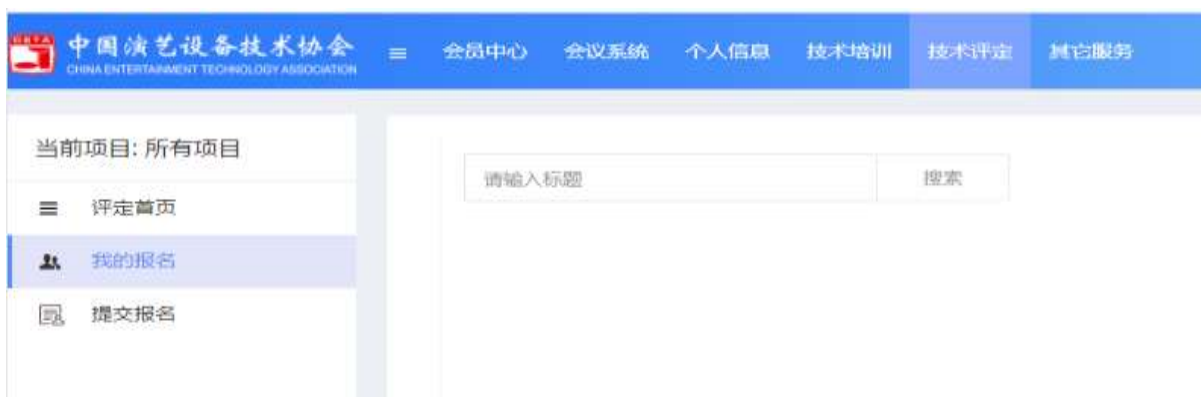 中国演艺设备技术协会
CHINA ENTERTAINMENT TECHNOLOGY ASSOCIATION
会员中心 会议系统 个人信息 技术培训 技术评定 其它服务
当前项目: 所有项目
请输入标题 搜索
评定首页
我的报名
提交报名